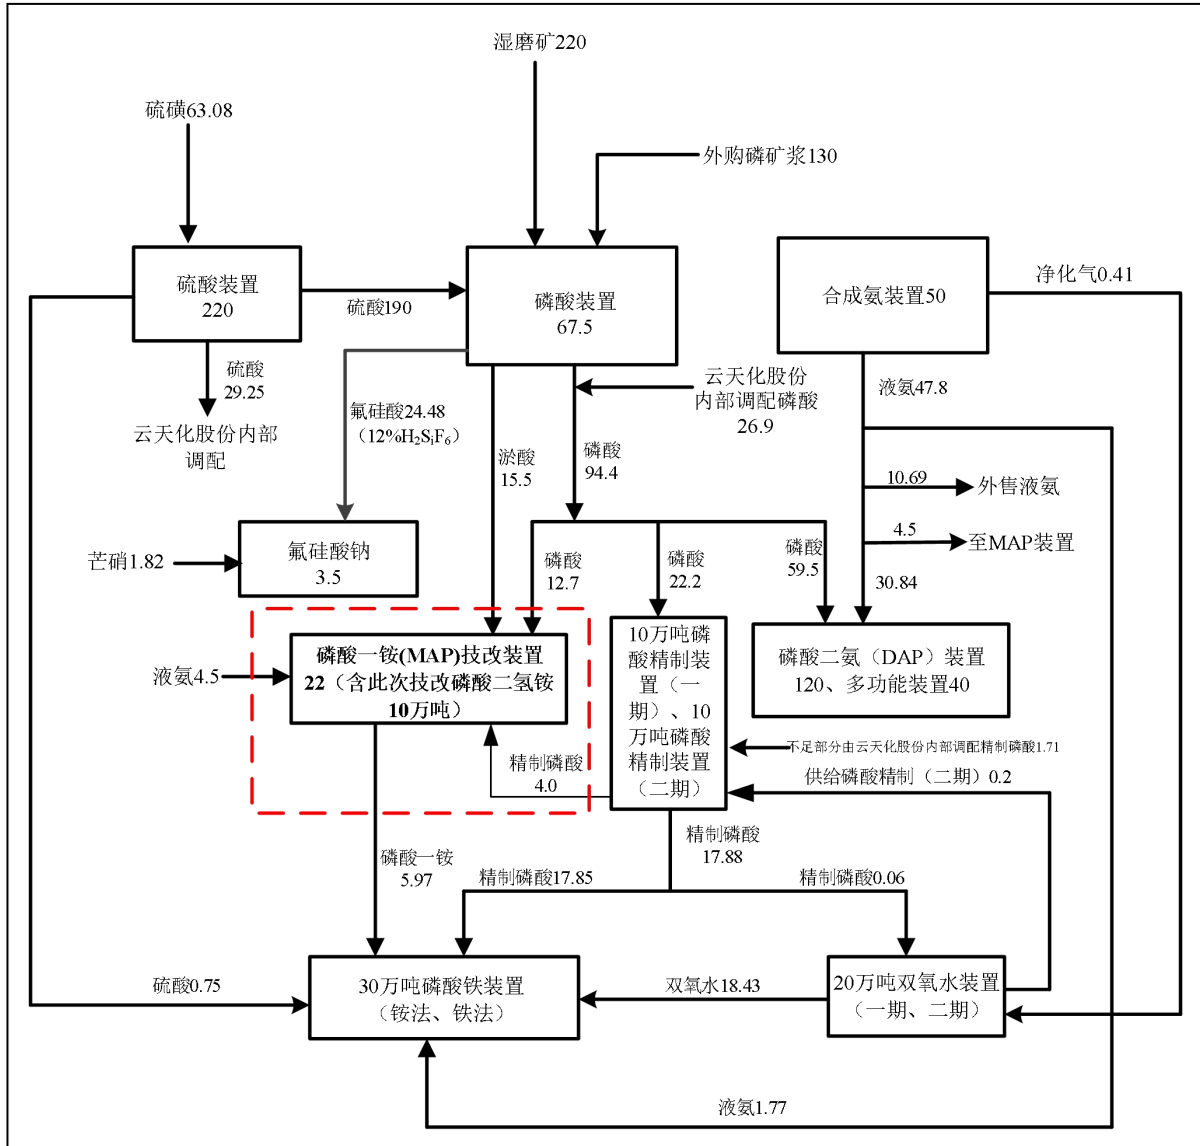 湿磨矿220
硫磺63.08
外购磷矿浆130
硫酸装置
220
硫酸190
磷酸装置
67.5
合成氨装置50
净化气0.41
硫酸
29.25
云天化股份内部
调配
氟硅酸24.48
（12%H₂SᵢF₆）
淤酸
15.5
磷酸
94.4
云天化股份
内部调配磷酸
26.9
液氨47.8
10.69
外售液氨
4.5
至MAP装置
30.84
芒硝1.82
氟硅酸钠
3.5
磷酸
12.7
磷酸
22.2
磷酸
59.5
液氨4.5
磷酸一铵(MAP)技改装置
22（含此次技改磷酸二氢铵
10万吨）
10万吨磷
酸精制装
置（一
期）、10
万吨磷酸
精制装置
（二期）
磷酸二氨（DAP）装置
120、多功能装置40
精制磷酸
4.0
不足部分由云天化股份内部调配精制磷酸1.71
供给磷酸精制（二期）0.2
精制磷酸
17.88
磷酸一铵
5.97
精制磷酸17.85
精制磷酸0.06
硫酸0.75
30万吨磷酸铁装置
（铵法、铁法）
双氧水18.43
20万吨双氧水装置
（一期、二期）
液氨1.77